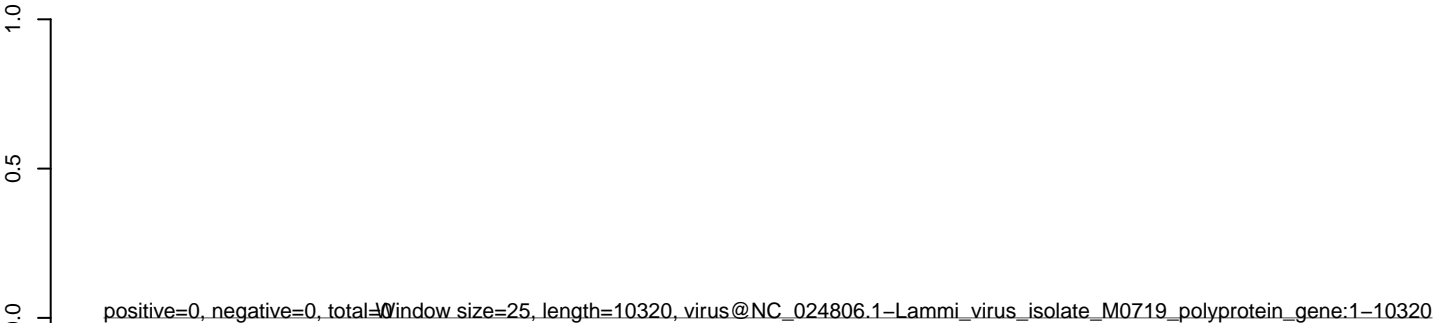 1.0
0.5
0.0
positive=0, negative=0, total=0
Window size=25, length=10320, virus@NC_024806.1–Lammi_virus_isolate_M0719_polyprotein_gene:1–10320